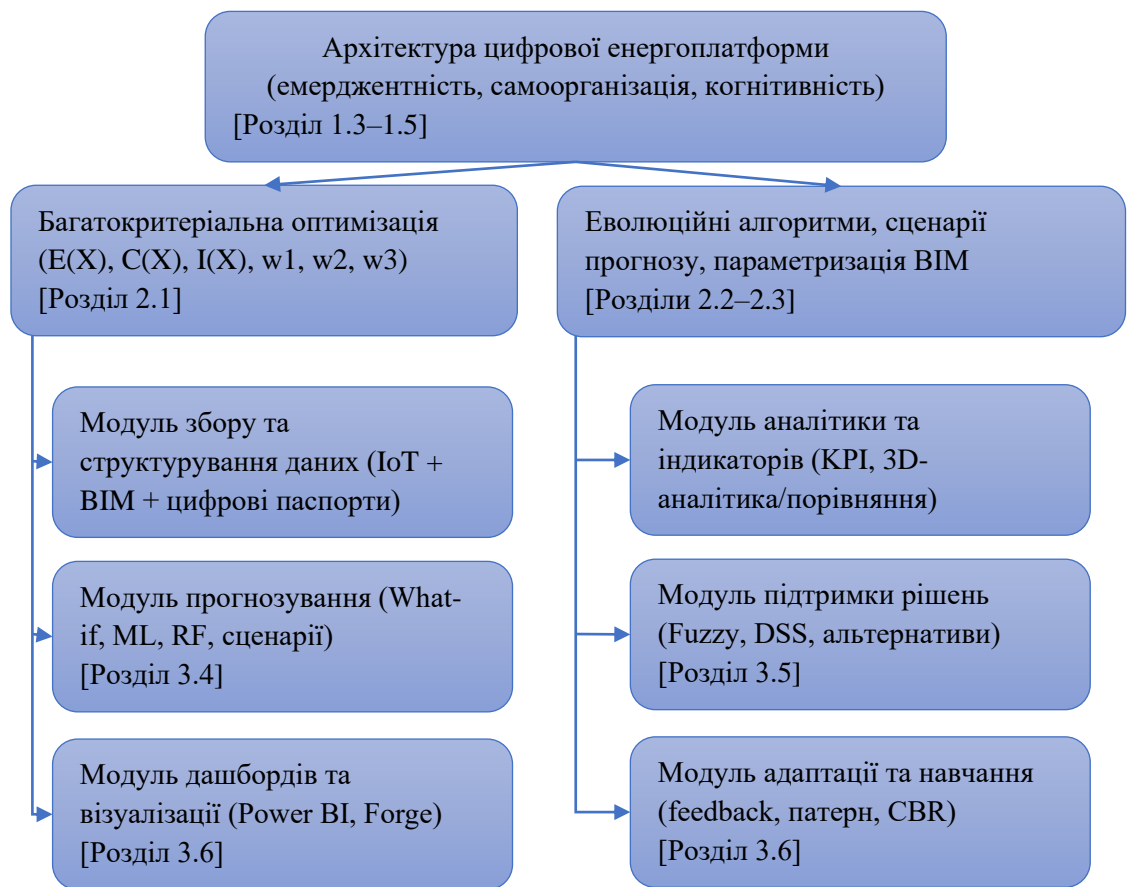 Архітектура цифрової енергоплатформи
(емерджентність, самоорганізація, когнітивність)
[Розділ 1.3–1.5]
Багатокритеріальна оптимізація
(E(X), C(X), I(X), w1, w2, w3)
[Розділ 2.1]
Еволюційні алгоритми, сценарії
прогнозу, параметризація BIM
[Розділи 2.2–2.3]
Модуль збору та
структурування даних (IoT +
BIM + цифрові паспорти)
Модуль аналітики та
індикаторів (KPI, 3D-
аналітика/порівняння)
Модуль прогнозування (What-
if, ML, RF, сценарії)
[Розділ 3.4]
Модуль підтримки рішень
(Fuzzy, DSS, альтернативи)
[Розділ 3.5]
Модуль дашбордів та
візуалізації (Power BI, Forge)
[Розділ 3.6]
Модуль адаптації та навчання
(feedback, патерн, CBR)
[Розділ 3.6]